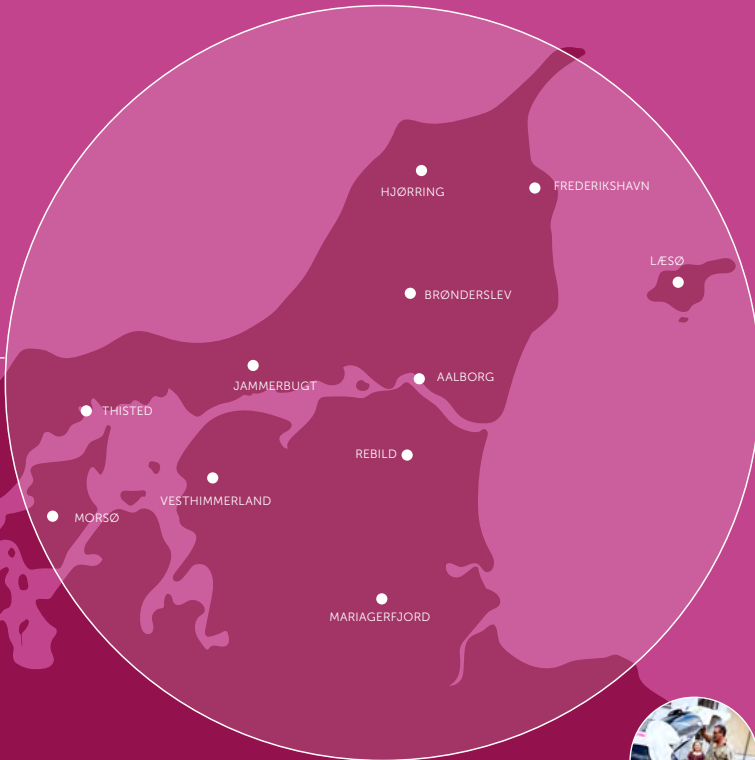 HJØRRING
FREDERIKSHAVN
LÆSØ
BRØNDERSLEV
AALBORG
JAMMERBUGT
THISTED
REBILD
VESTHIMMERLAND
MORSØ
MARIAGERFJORD